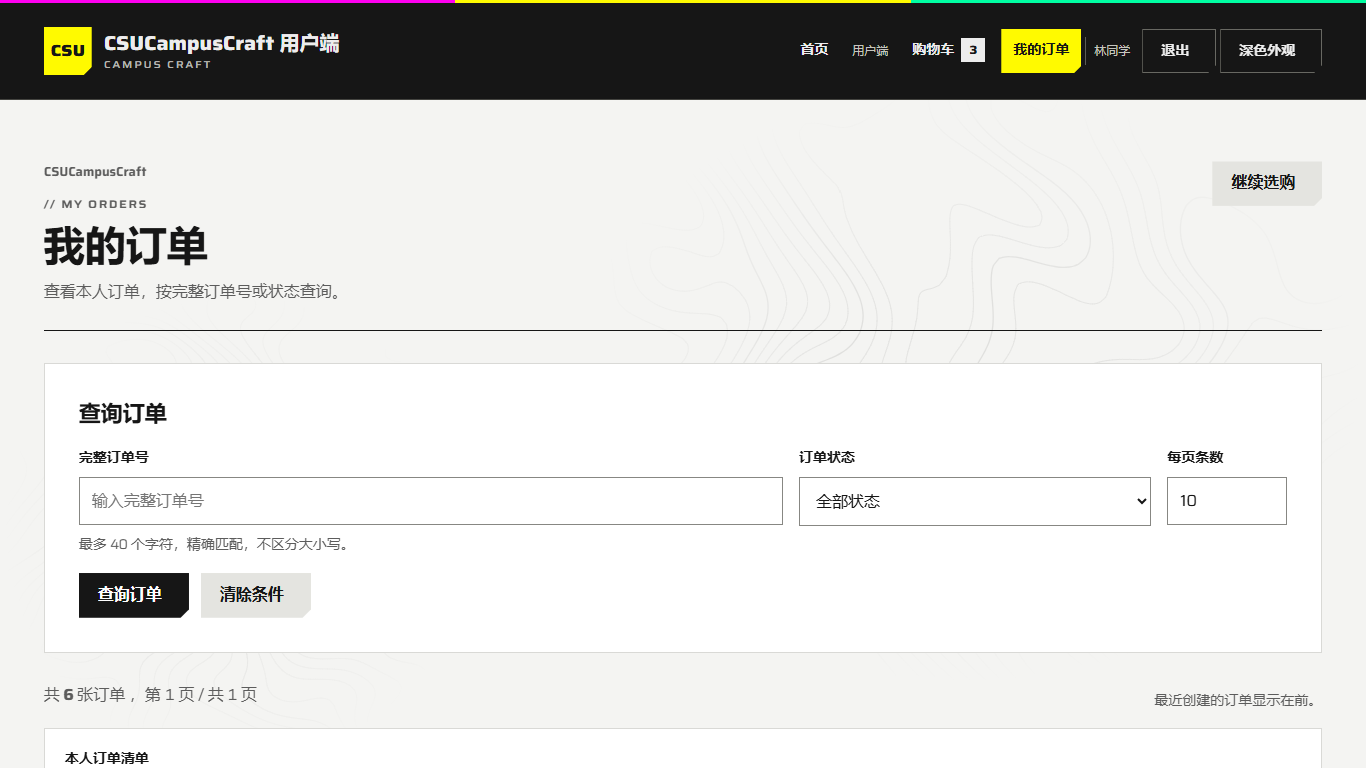 CSU
CSUCampusCraft 用户端
CAMPUS CRAFT
首页 用户端 购物车 3 我的订单 林同学 退出 深色外观
CSUCampusCraft
继续选购
// MY ORDERS
我的订单
查看本人订单，按完整订单号或状态查询。
查询订单
完整订单号 订单状态 每页条数
输入完整订单号 全部状态 10
最多 40 个字符，精确匹配，不区分大小写。
查询订单 清除条件
共 6 张订单 ，第 1 页 / 共 1 页
最近创建的订单显示在前。
本人订单清单